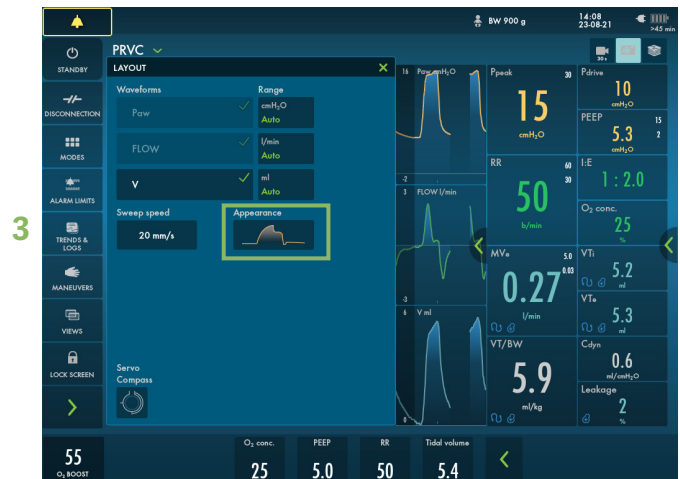 BW 900 g
14:08
23-08-21
>45 min
PRVC
30 s
STANDBY
DISCONNECTION
MODES
ALARM LIMITS
3
TRENDS &
LOGS
MANEUVERS
VIEWS
LOCK SCREEN
LAYOUT
Waveforms
Range
Paw
cmH₂O
Auto
FLOW
l/min
Auto
V
ml
Auto
Sweep speed
Appearance
20 mm/s
Servo
Compass
16 Paw cmH₂O
-2
3 FLOW l/min
-3
6 V ml
0
Ppeak
30
15
cmH₂O
Pdrive
10
cmH₂O
PEEP
15
5.3
2
cmH₂O
RR
60
30
50
b/min
I:E
1 : 2.0
O₂ conc.
25
%
MVe
5.0
0.03
0.27
l/min
VTi
5.2
ml
VTe
5.3
ml
VT/BW
5.9
ml/kg
Cdyn
0.6
ml/cmH₂O
Leakage
2
%
55
O₂ BOOST
O₂ conc.
25
PEEP
5.0
RR
50
Tidal volume
5.4